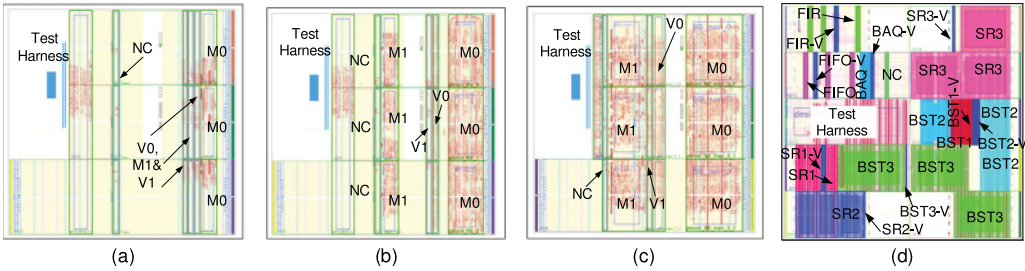 Test
Harness
NC
M0
M0
V0,
M1&
V1
M0
(a)
Test
Harness
NC
M1
M0
M1
V0
M0
V1
NC
M1
M0
(b)
Test
Harness
V0
M1
M0
M1
M0
NC
M1
V1
M0
(c)
FIR
SR3-V
FIR-V
BAQ-V
SR3
FIFO-V
FIFO
BAQ
NC
SR3
SR3
BST1-V
Test
Harness
BST2
BST1
BST2
BST2-V
SR1-V
SR1
BST3
BST3
BST2
BST3-V
SR2
SR2-V
BST3
(d)